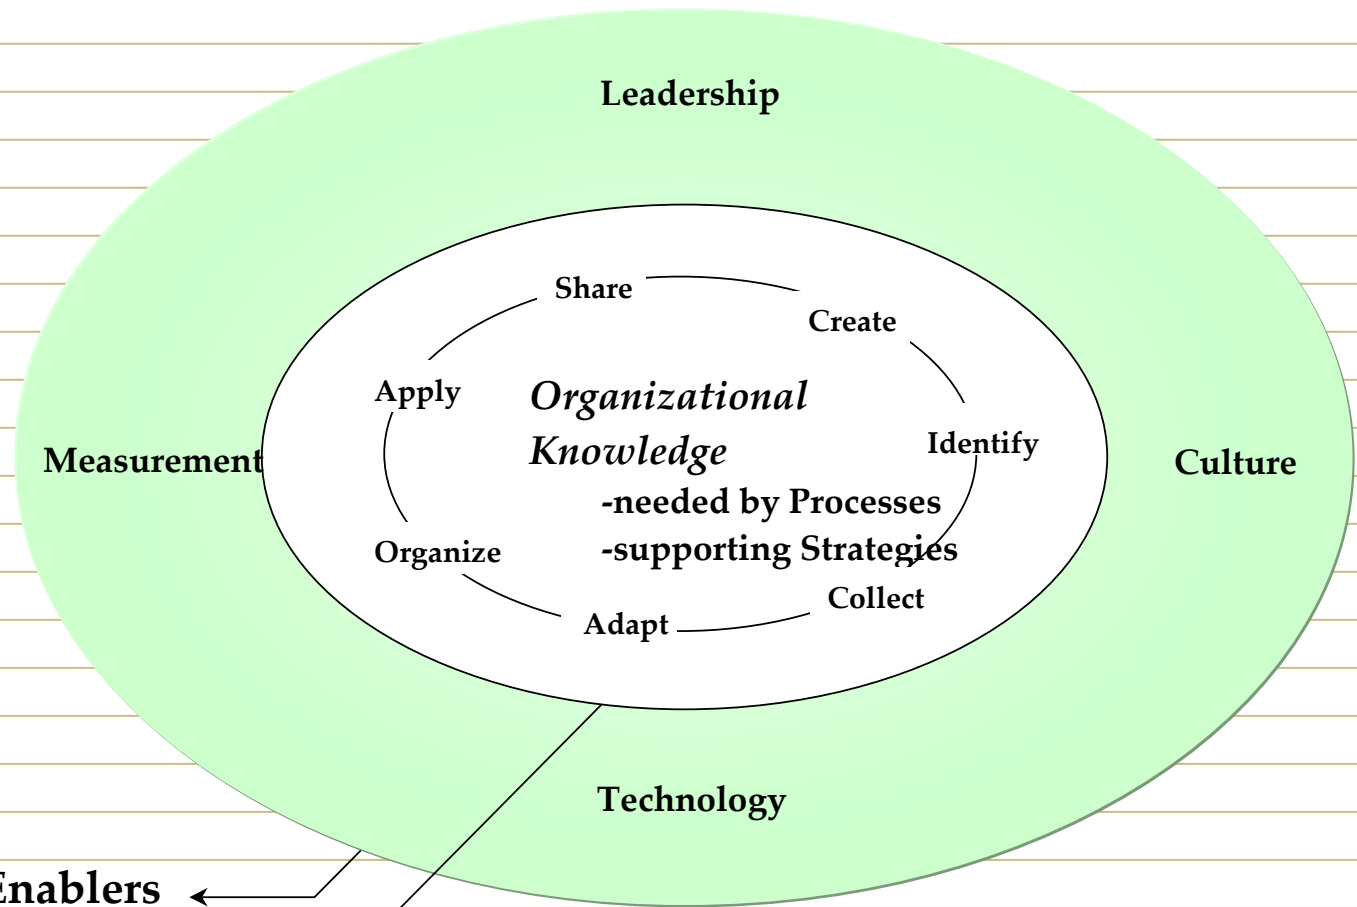 Leadership
Share
Create
Apply
Organizational
Knowledge
Identify
Measurement
Culture
-needed by Processes
-supporting Strategies
Organize
Collect
Adapt
Technology
Enablers